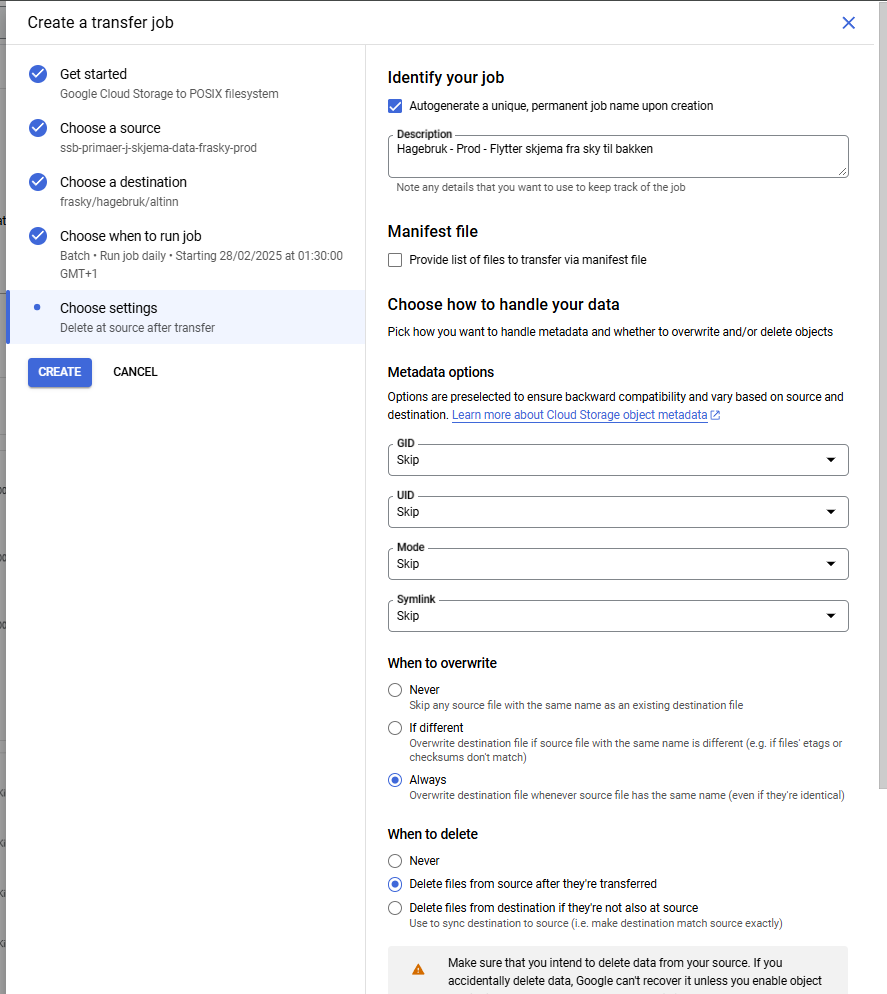 Create a transfer job
Get started
Google Cloud Storage to POSIX filesystem
Choose a source
ssb-primaer-j-skjema-data-frasky-prod
Choose a destination
frasky/hagebruk/altinn
Choose when to run job
Batch • Run job daily • Starting 28/02/2025 at 01:30:00
GMT+1
Choose settings
Delete at source after transfer
CREATE
CANCEL
Identify your job
Autogenerate a unique, permanent job name upon creation
Description
Hagebruk - Prod - Flytter skjema fra sky til bakken
Note any details that you want to use to keep track of the job
Manifest file
Provide list of files to transfer via manifest file
Choose how to handle your data
Pick how you want to handle metadata and whether to overwrite and/or delete objects
Metadata options
Options are preselected to ensure backward compatibility and vary based on source and
destination. Learn more about Cloud Storage object metadata
GID
Skip
UID
Skip
Mode
Skip
Symlink
Skip
When to overwrite
Never
Skip any source file with the same name as an existing destination file
If different
Overwrite destination file if source file with the same name is different (e.g. if files' etags or
checksums don't match)
Always
Overwrite destination file whenever source file has the same name (even if they're identical)
When to delete
Never
Delete files from source after they're transferred
Delete files from destination if they're not also at source
Use to sync destination to source (i.e. make destination match source exactly)
Make sure that you intend to delete data from your source. If you
accidentally delete data, Google can't recover it unless you enable object